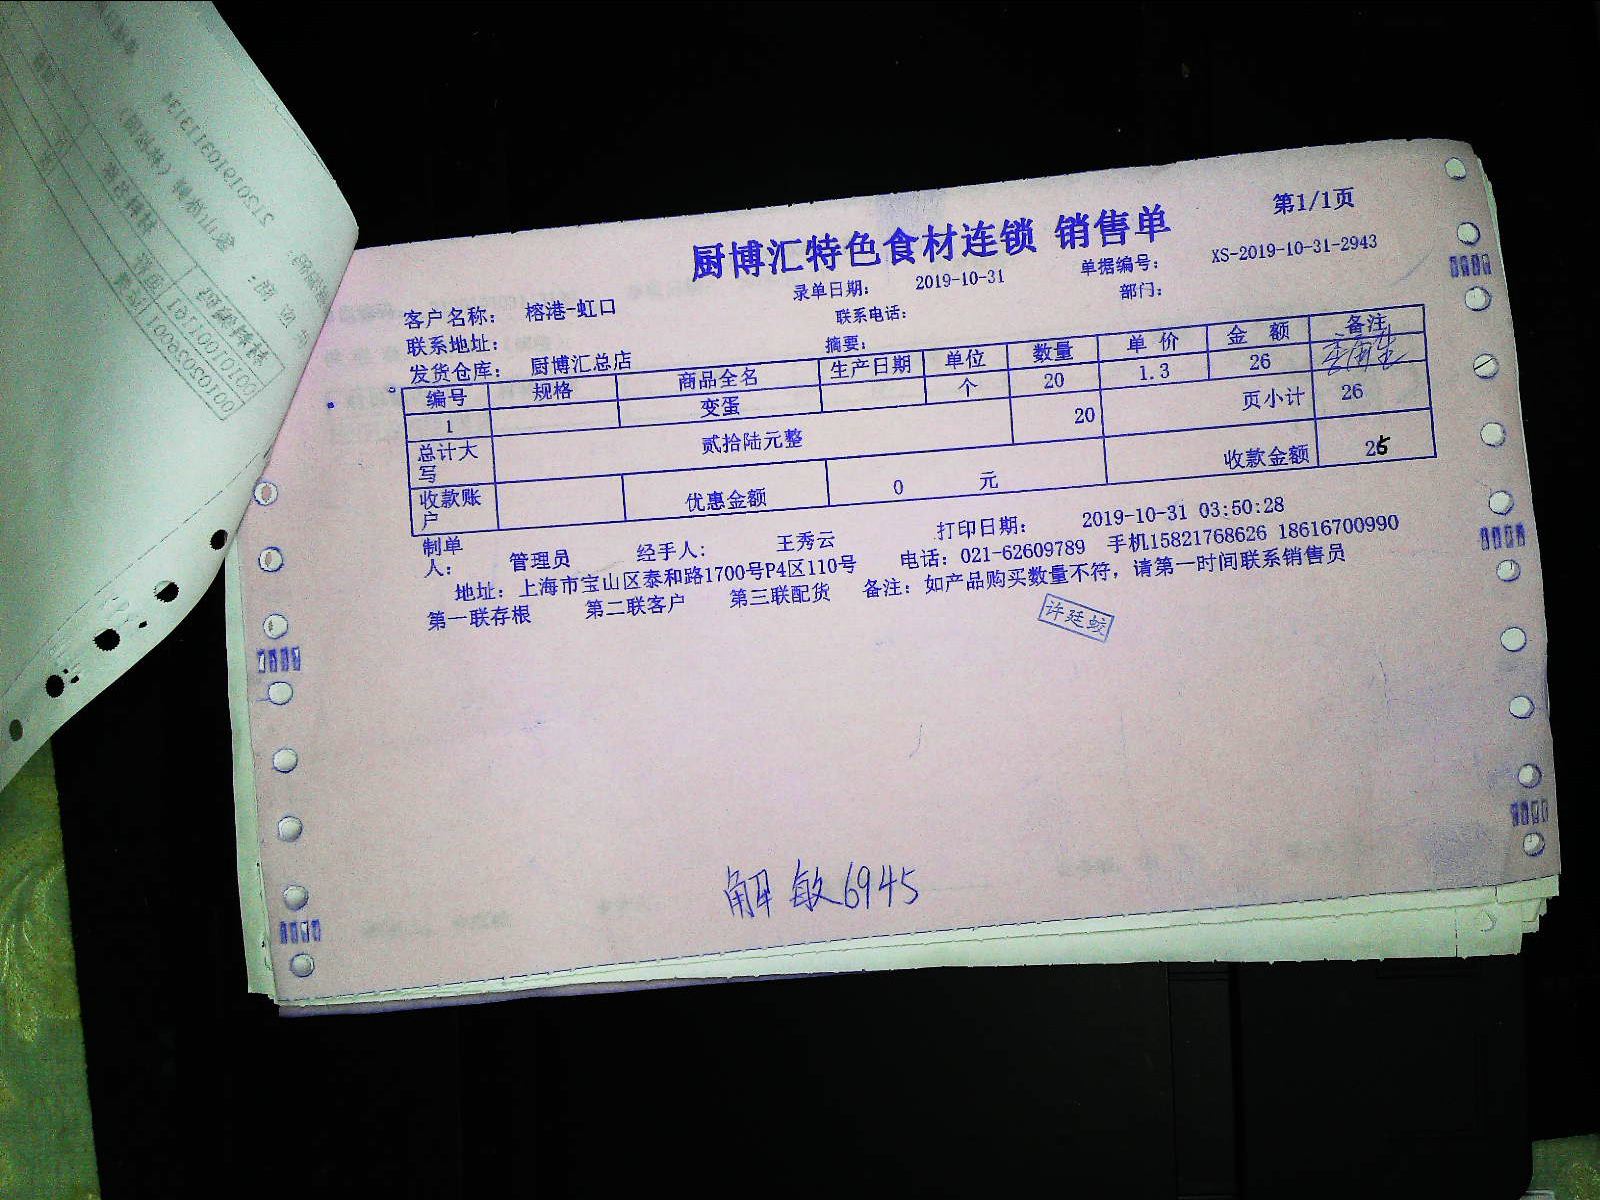 第1/1页
厨博汇特色食材连锁 销售单
录单日期： 2019-10-31 单据编号： XS-2019-10-31-2943
客户名称： 榕港-虹口 联系电话： 部门：
联系地址： 摘要：
发货仓库： 厨博汇总店
编号 规格 商品全名 生产日期 单位 数量 单 价 金 额 备注
1 变蛋 个 20 1.3 26
总计大写 贰拾陆元整 20 页小计 26
收款账户 优惠金额 0 元 收款金额 26
制单人： 管理员 经手人： 王秀云 打印日期： 2019-10-31 03:50:28
地址：上海市宝山区泰和路1700号P4区110号 电话：021-62609789 手机15821768626 18616700990
第一联存根 第二联客户 第三联配货 备注：如产品购买数量不符，请第一时间联系销售员
许廷蛟
解敏6945